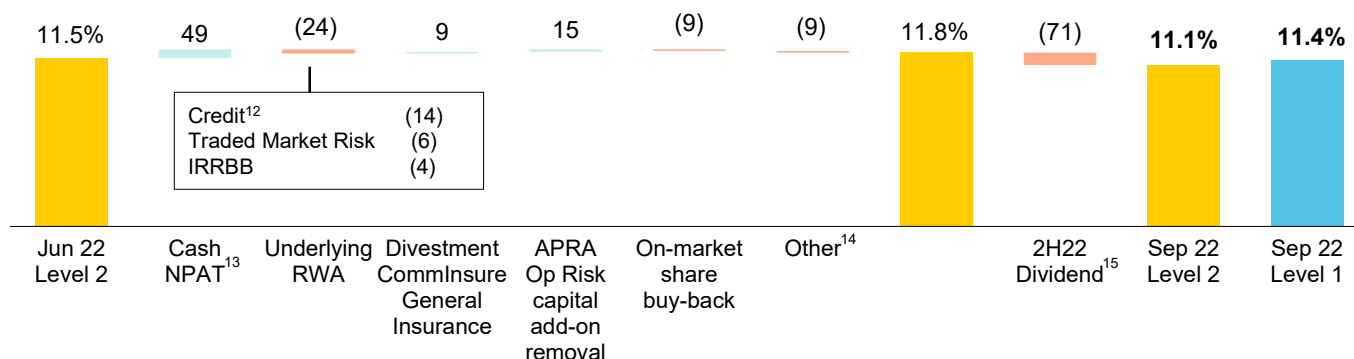 11.5%
49
(24)
9
15
(9)
(9)
11.8%
(71)
11.1%
11.4%
Credit12 (14)
Traded Market Risk (6)
IRRBB (4)
Jun 22
Level 2
Cash
NPAT13
Underlying
RWA
Divestment
CommInsure
General
Insurance
APRA
Op Risk
capital
add-on
removal
On-market
share
buy-back
Other14
2H22
Dividend15
Sep 22
Level 2
Sep 22
Level 1